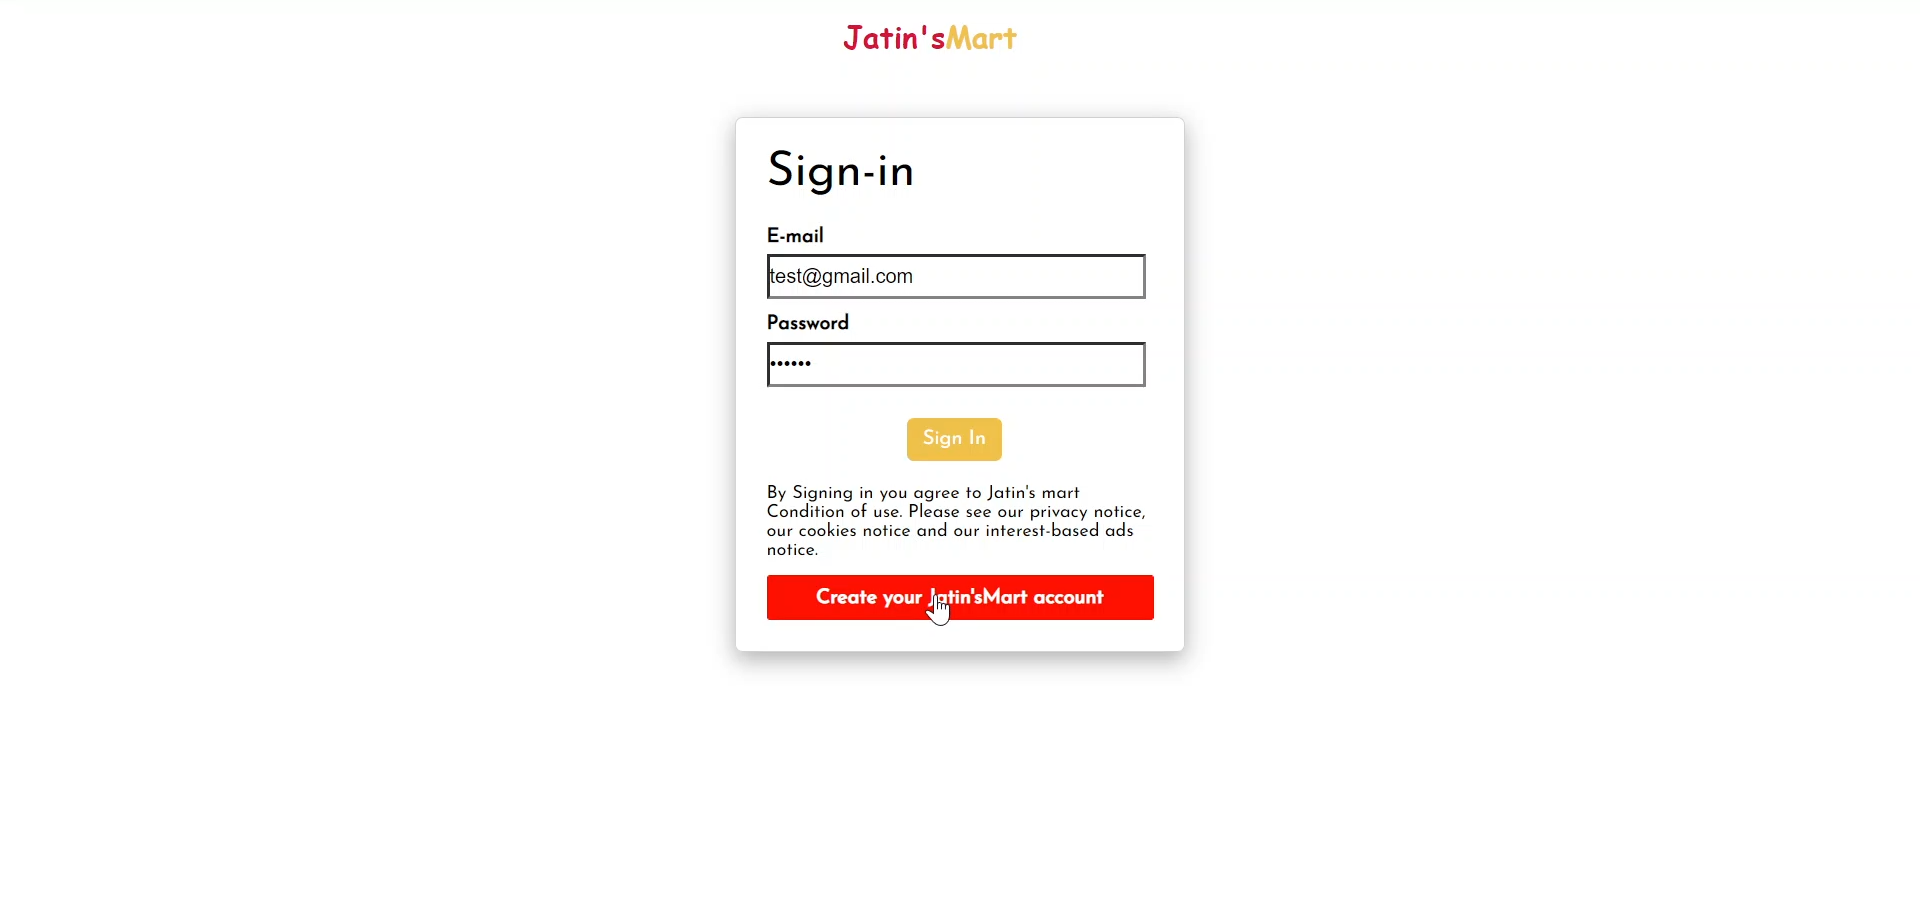 Jatin'sMart
Sign-in
E-mail
test@gmail.com
Password
••••••
Sign In
By Signing in you agree to Jatin's mart
Condition of use. Please see our privacy notice,
our cookies notice and our interest-based ads
notice.
Create your Jatin'sMart account